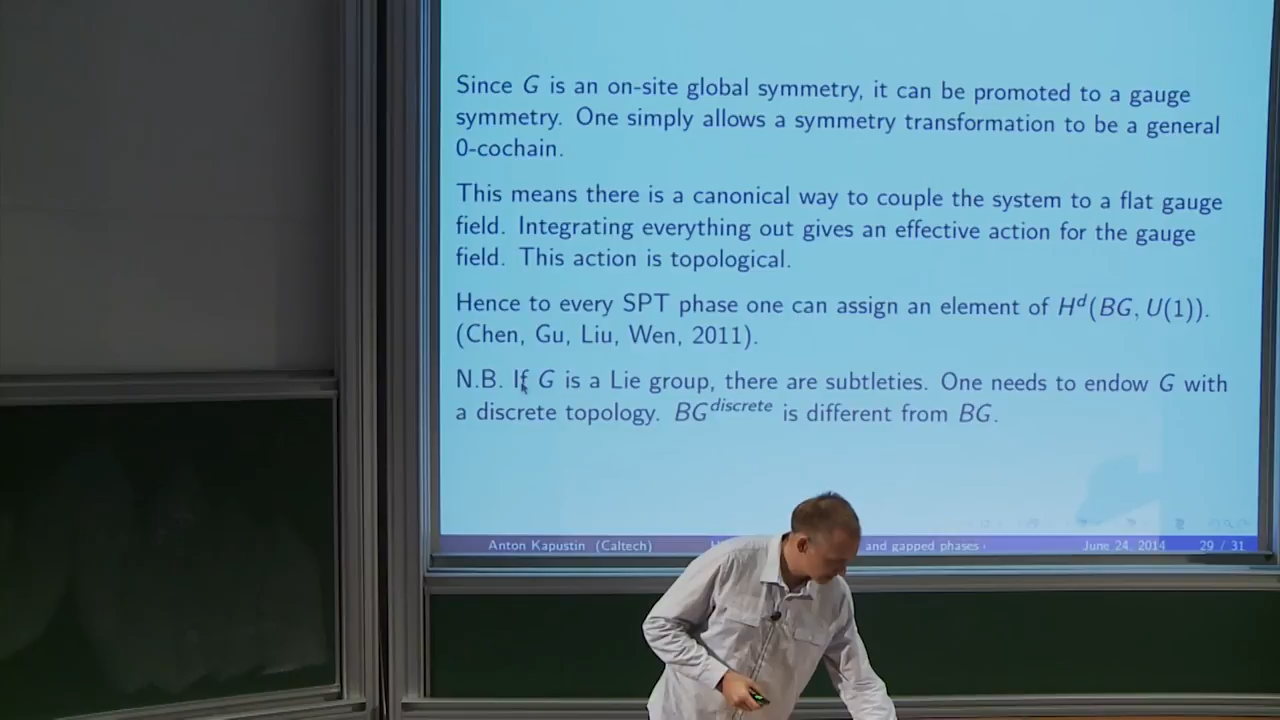 Since G is an on-site global symmetry, it can be promoted to a gauge
symmetry. One simply allows a symmetry transformation to be a general
0-cochain.
This means there is a canonical way to couple the system to a flat gauge
field. Integrating everything out gives an effective action for the gauge
field. This action is topological.
Hence to every SPT phase one can assign an element of H^d(BG, U(1)).
(Chen, Gu, Liu, Wen, 2011).
N.B. If G is a Lie group, there are subtleties. One needs to endow G with
a discrete topology. BG^discrete is different from BG.
Anton Kapustin (Caltech) and gapped phases June 24, 2014 29 / 31